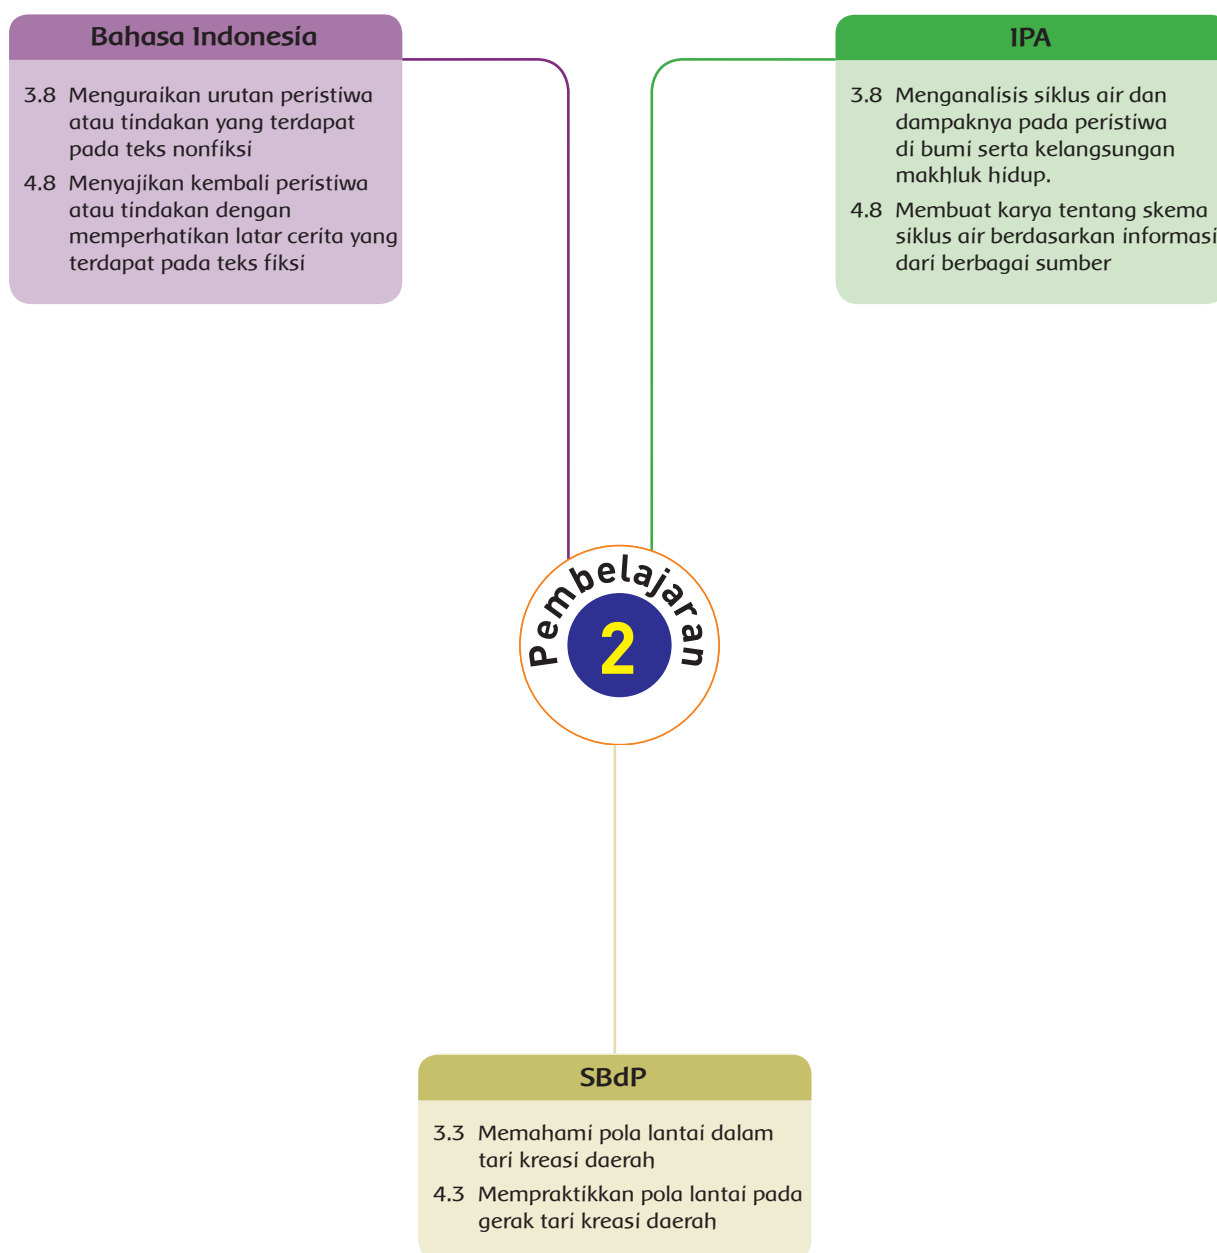 Bahasa Indonesia
3.8 Menguraikan urutan peristiwa
atau tindakan yang terdapat
pada teks nonfiksi
4.8 Menyajikan kembali peristiwa
atau tindakan dengan
memperhatikan latar cerita yang
terdapat pada teks fiksi
IPA
3.8 Menganalisis siklus air dan
dampaknya pada peristiwa
di bumi serta kelangsungan
makhluk hidup.
4.8 Membuat karya tentang skema
siklus air berdasarkan informasi
dari berbagai sumber
Pembelajaran
2
SBdP
3.3 Memahami pola lantai dalam
tari kreasi daerah
4.3 Mempraktikkan pola lantai pada
gerak tari kreasi daerah